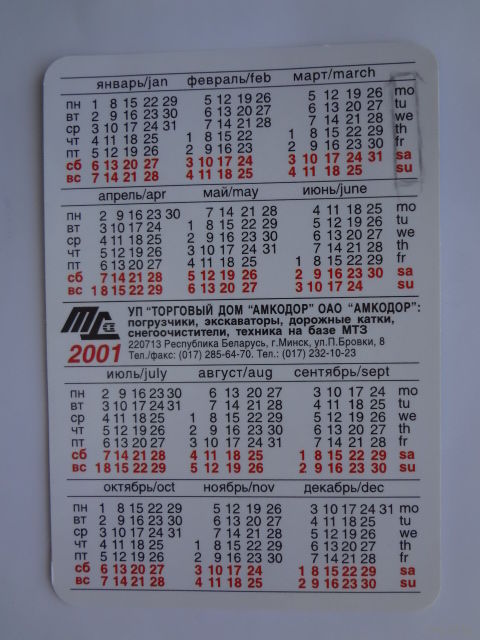 январь/jan февраль/feb март/march
пн 1 8 15 22 29 5 12 19 26 5 12 19 26 mo
вт 2 9 16 23 30 6 13 20 27 6 13 20 27 tu
ср 3 10 17 24 31 7 14 21 28 7 14 21 28 we
чт 4 11 18 25 1 8 15 22 1 8 15 22 29 th
пт 5 12 19 26 2 9 16 23 2 9 16 23 30 fr
сб 6 13 20 27 3 10 17 24 3 10 17 24 31 sa
вс 7 14 21 28 4 11 18 25 4 11 18 25 su
апрель/apr май/may июнь/june
пн 2 9 16 23 30 7 14 21 28 4 11 18 25 mo
вт 3 10 17 24 1 8 15 22 29 5 12 19 26 tu
ср 4 11 18 25 2 9 16 23 30 6 13 20 27 we
чт 5 12 19 26 3 10 17 24 31 7 14 21 28 th
пт 6 13 20 27 4 11 18 25 1 8 15 22 29 fr
сб 7 14 21 28 5 12 19 26 2 9 16 23 30 sa
вс 1 8 15 22 29 6 13 20 27 3 10 17 24 su
УП "ТОРГОВЫЙ ДОМ "АМКОДОР" ОАО "АМКОДОР":
погрузчики, экскаваторы, дорожные катки,
снегоочистители, техника на базе МТЗ
2001 220713 Республика Беларусь, г.Минск, ул.П.Бровки, 8
Тел./факс: (017) 285-64-70. Тел.: (017) 232-10-23
июль/july август/aug сентябрь/sept
пн 2 9 16 23 30 6 13 20 27 3 10 17 24 mo
вт 3 10 17 24 31 7 14 21 28 4 11 18 25 tu
ср 4 11 18 25 1 8 15 22 29 5 12 19 26 we
чт 5 12 19 26 2 9 16 23 30 6 13 20 27 th
пт 6 13 20 27 3 10 17 24 31 7 14 21 28 fr
сб 7 14 21 28 4 11 18 25 1 8 15 22 29 sa
вс 1 8 15 22 29 5 12 19 26 2 9 16 23 30 su
октябрь/oct ноябрь/nov декабрь/dec
пн 1 8 15 22 29 5 12 19 26 3 10 17 24 31 mo
вт 2 9 16 23 30 6 13 20 27 4 11 18 25 tu
ср 3 10 17 24 31 7 14 21 28 5 12 19 26 we
чт 4 11 18 25 1 8 15 22 29 6 13 20 27 th
пт 5 12 19 26 2 9 16 23 30 7 14 21 28 fr
сб 6 13 20 27 3 10 17 24 1 8 15 22 29 sa
вс 7 14 21 28 4 11 18 25 2 9 16 23 30 su